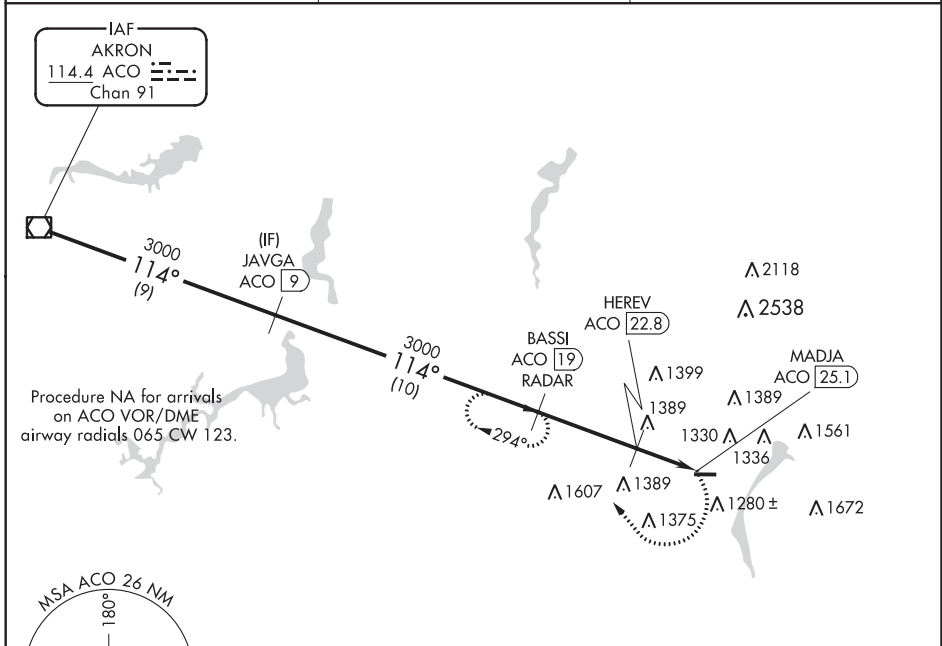 IAF
AKRON
114.4 ACO
Chan 91
3000
114°
(9)
(IF)
JAVGA
ACO 9
3000
114°
(10)
BASSI
ACO 19
RADAR
294°
HEREV
ACO 22.8
MADJA
ACO 25.1
2118
2538
1399
1389
1389
1330
1336
1561
1607
1389
1375
1280 ±
1672
Procedure NA for arrivals
on ACO VOR/DME
airway radials 065 CW 123.
MSA ACO 26 NM
180°